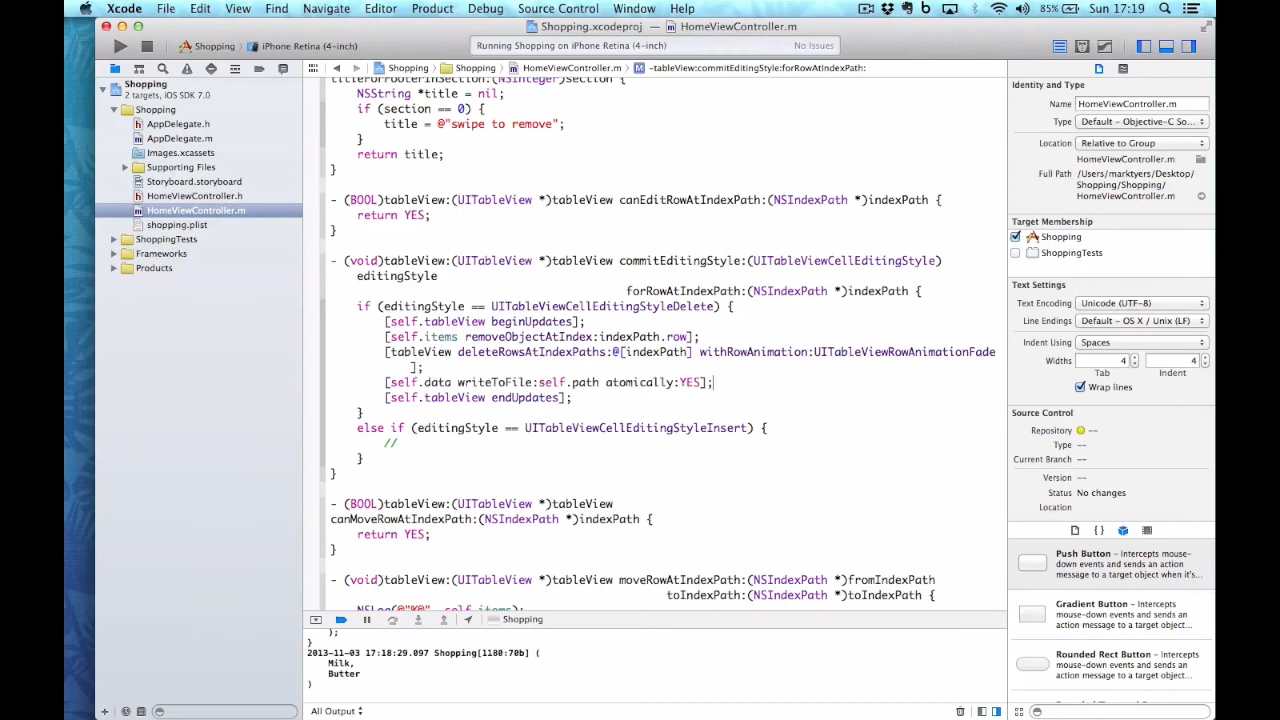 Xcode File Edit View Find Navigate Editor Product Debug Source Control Window Help 85% Sun 17:19
Shopping.xcodeproj — HomeViewController.m
Shopping › iPhone Retina (4-inch) Running Shopping on iPhone Retina (4-inch) No Issues
Shopping › Shopping › HomeViewController.m › -tableView:commitEditingStyle:forRowAtIndexPath:
Shopping
2 targets, iOS SDK 7.0
Shopping
AppDelegate.h
AppDelegate.m
Images.xcassets
Supporting Files
Storyboard.storyboard
HomeViewController.h
HomeViewController.m
shopping.plist
ShoppingTests
Frameworks
Products
titleForFooterInSection:(NSInteger)section {
NSString *title = nil;
if (section == 0) {
title = @"swipe to remove";
}
return title;
}
- (BOOL)tableView:(UITableView *)tableView canEditRowAtIndexPath:(NSIndexPath *)indexPath {
return YES;
}
- (void)tableView:(UITableView *)tableView commitEditingStyle:(UITableViewCellEditingStyle)
editingStyle
forRowAtIndexPath:(NSIndexPath *)indexPath {
if (editingStyle == UITableViewCellEditingStyleDelete) {
[self.tableView beginUpdates];
[self.items removeObjectAtIndex:indexPath.row];
[tableView deleteRowsAtIndexPaths:@[indexPath] withRowAnimation:UITableViewRowAnimationFade
];
[self.data writeToFile:self.path atomically:YES];
[self.tableView endUpdates];
}
else if (editingStyle == UITableViewCellEditingStyleInsert) {
//
}
}
- (BOOL)tableView:(UITableView *)tableView
canMoveRowAtIndexPath:(NSIndexPath *)indexPath {
return YES;
}
- (void)tableView:(UITableView *)tableView moveRowAtIndexPath:(NSIndexPath *)fromIndexPath
toIndexPath:(NSIndexPath *)toIndexPath {
NSLog(@"%@", self.items);
Shopping
);
}
2013-11-03 17:18:29.097 Shopping[1180:70b] (
Milk,
Butter
)
All Output
Identity and Type
Name HomeViewController.m
Type Default - Objective-C So...
Location Relative to Group
HomeViewController.m
Full Path /Users/marktyers/Desktop/
Shopping/Shopping/
HomeViewController.m
Target Membership
Shopping
ShoppingTests
Text Settings
Text Encoding Unicode (UTF-8)
Line Endings Default - OS X / Unix (LF)
Indent Using Spaces
Widths 4 4
Tab Indent
Wrap lines
Source Control
Repository --
Type --
Current Branch --
Version --
Status No changes
Location
Push Button - Intercepts mouse-
down events and sends an
action message to a target object when it's...
Gradient Button - Intercepts
mouse-down events and sends an
action message to a target object...
Rounded Rect Button - Intercepts
mouse-down events and sends an
action message to a target object...